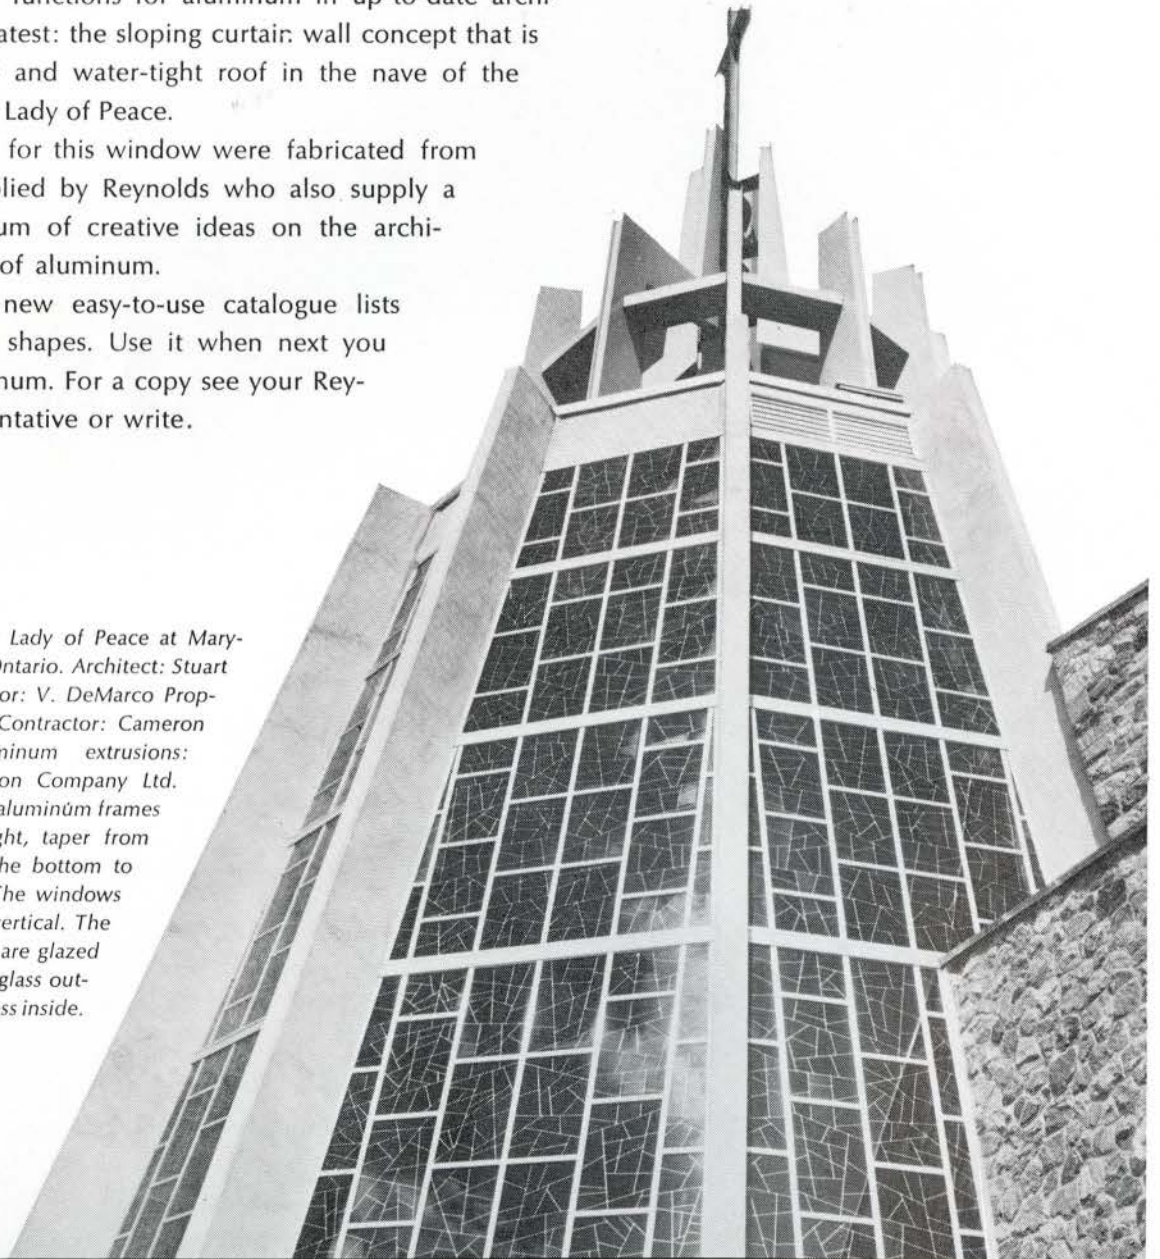 functions for aluminum in up-to-date archi-
atest: the sloping curtain wall concept that is
and water-tight roof in the nave of the
Lady of Peace.
for this window were fabricated from
lied by Reynolds who also supply a
um of creative ideas on the archi-
of aluminum.
new easy-to-use catalogue lists
shapes. Use it when next you
num. For a copy see your Rey-
ntative or write.
Lady of Peace at Mary-
Ontario. Architect: Stuart
or: V. DeMarco Prop-
Contractor: Cameron
minum extrusions:
on Company Ltd.
aluminum frames
ght, taper from
he bottom to
The windows
ertical. The
are glazed
glass out-
ss inside.